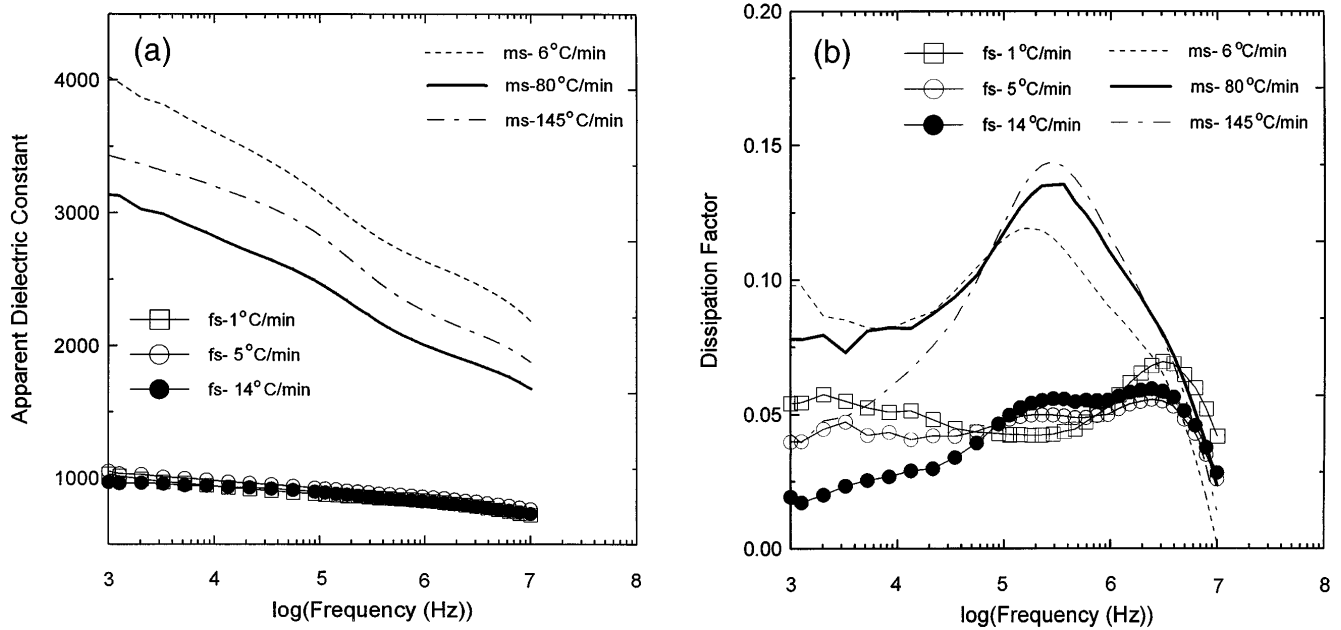 (a)
ms- 6°C/min
ms-80°C/min
ms-145°C/min
4000
3000
2000
1000
Apparent Dielectric Constant
fs-1°C/min
fs- 5°C/min
fs- 14°C/min
3 4 5 6 7 8
log(Frequency (Hz))
(b)
fs- 1°C/min
fs- 5°C/min
fs- 14°C/min
ms- 6°C/min
ms- 80°C/min
ms- 145°C/min
0.20
0.15
0.10
0.05
0.00
Dissipation Factor
3 4 5 6 7 8
log(Frequency (Hz))